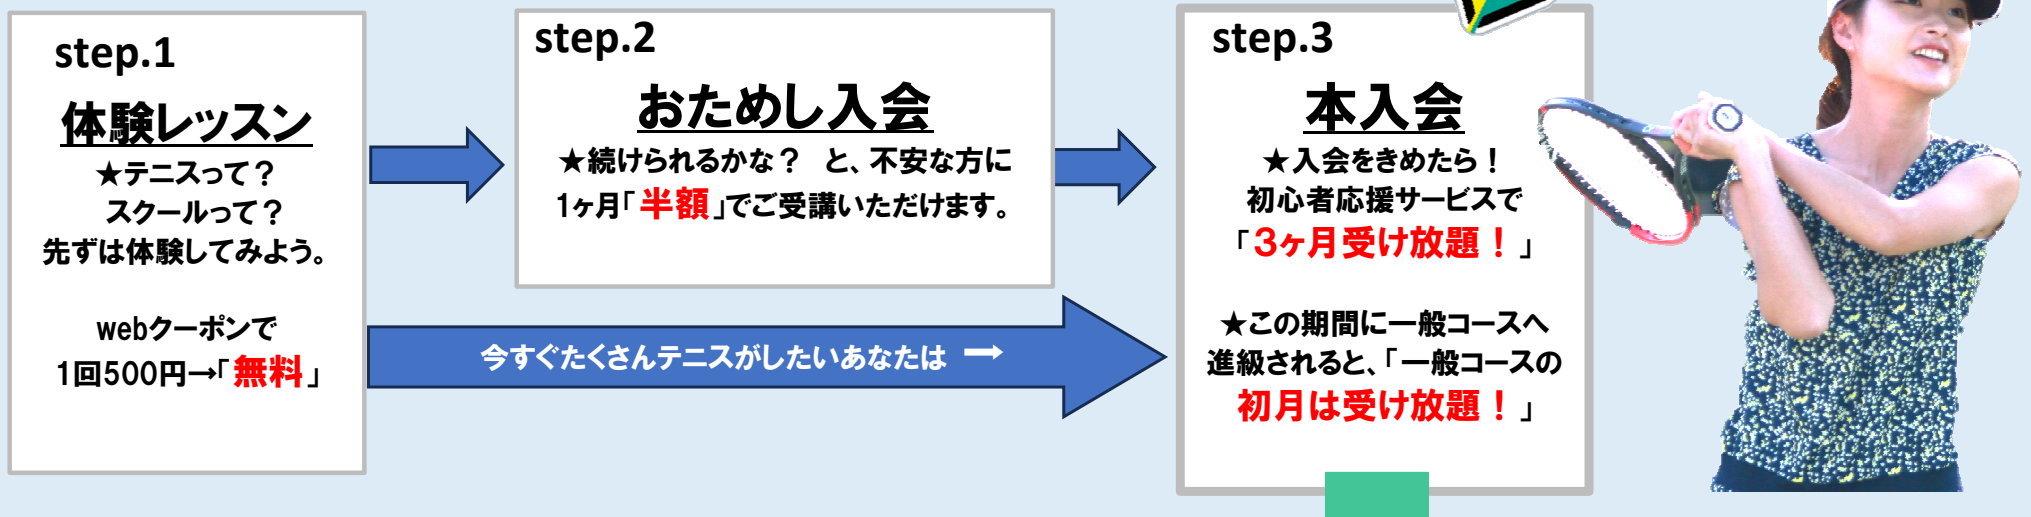 step.1
体験レッスン
★テニスって？
スクールって？
先ずは体験してみよう。
webクーポンで
1回500円→「無料」
step.2
おためし入会
★続けられるかな？　と、不安な方に
1ヶ月「半額」でご受講いただけます。
今すぐたくさんテニスがしたいあなたは ➡
step.3
本入会
★入会をきめたら！
初心者応援サービスで
「３ヶ月受け放題！」
★この期間に一般コースへ
進級されると、「一般コースの
初月は受け放題！」